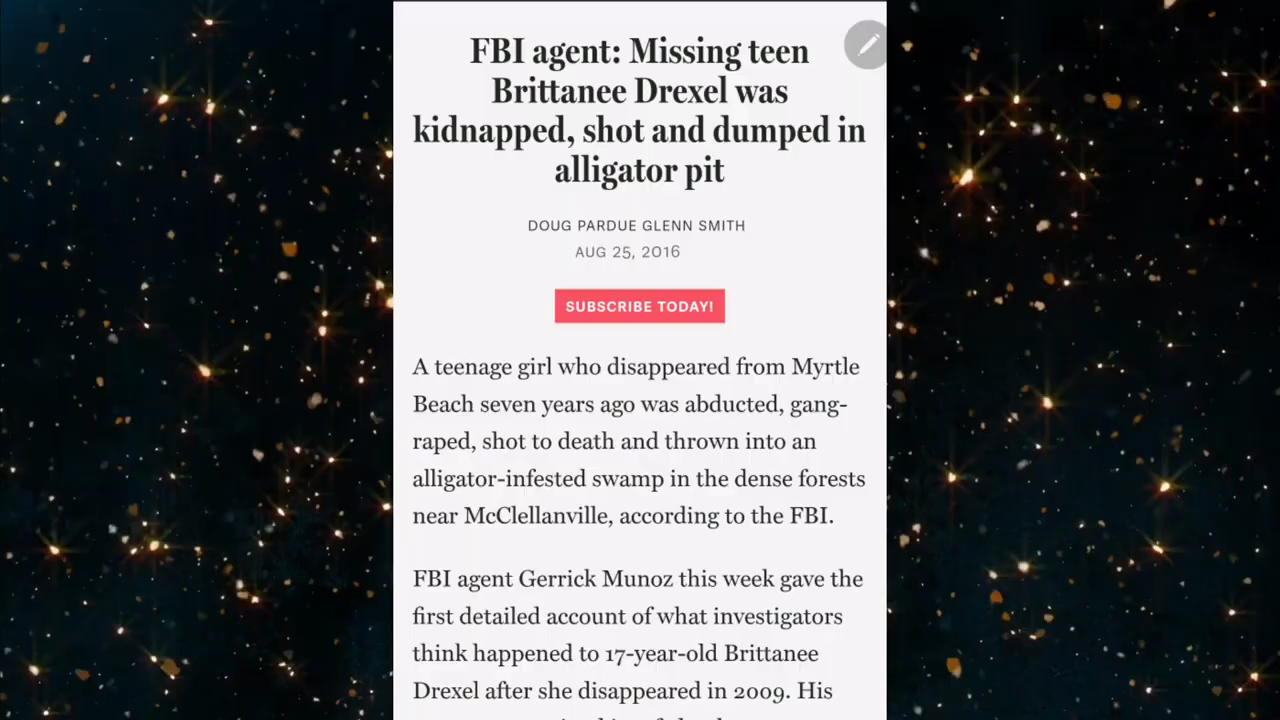 FBI agent: Missing teen
Brittanee Drexel was
kidnapped, shot and dumped in
alligator pit
DOUG PARDUE GLENN SMITH
AUG 25, 2016
SUBSCRIBE TODAY!
A teenage girl who disappeared from Myrtle
Beach seven years ago was abducted, gang-
raped, shot to death and thrown into an
alligator-infested swamp in the dense forests
near McClellanville, according to the FBI.
FBI agent Gerrick Munoz this week gave the
first detailed account of what investigators
think happened to 17-year-old Brittanee
Drexel after she disappeared in 2009. His